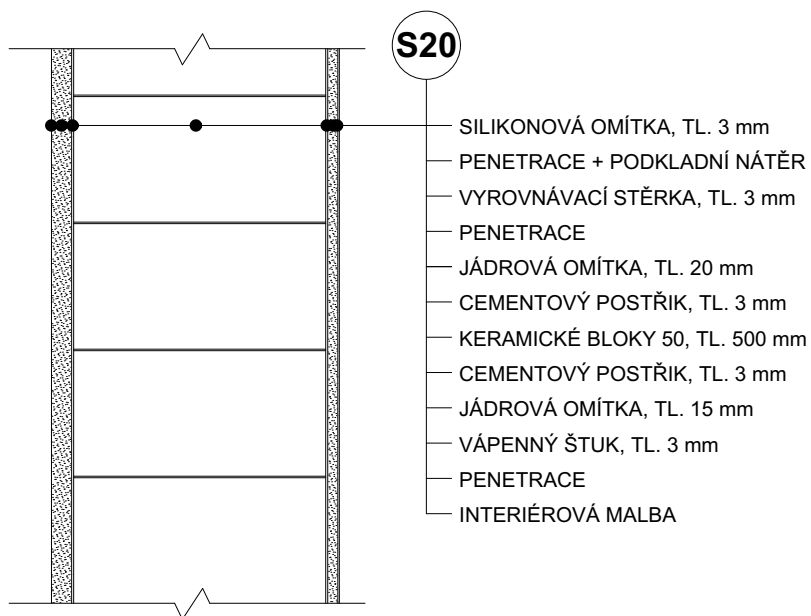 S20
SILIKONOVÁ OMÍTKA, TL. 3 mm
PENETRACE + PODKLADNÍ NÁTĚR
VYROVNÁVACÍ STĚRKA, TL. 3 mm
PENETRACE
JÁDROVÁ OMÍTKA, TL. 20 mm
CEMENTOVÝ POSTŘIK, TL. 3 mm
KERAMICKÉ BLOKY 50, TL. 500 mm
CEMENTOVÝ POSTŘIK, TL. 3 mm
JÁDROVÁ OMÍTKA, TL. 15 mm
VÁPENNÝ ŠTUK, TL. 3 mm
PENETRACE
INTERIÉROVÁ MALBA